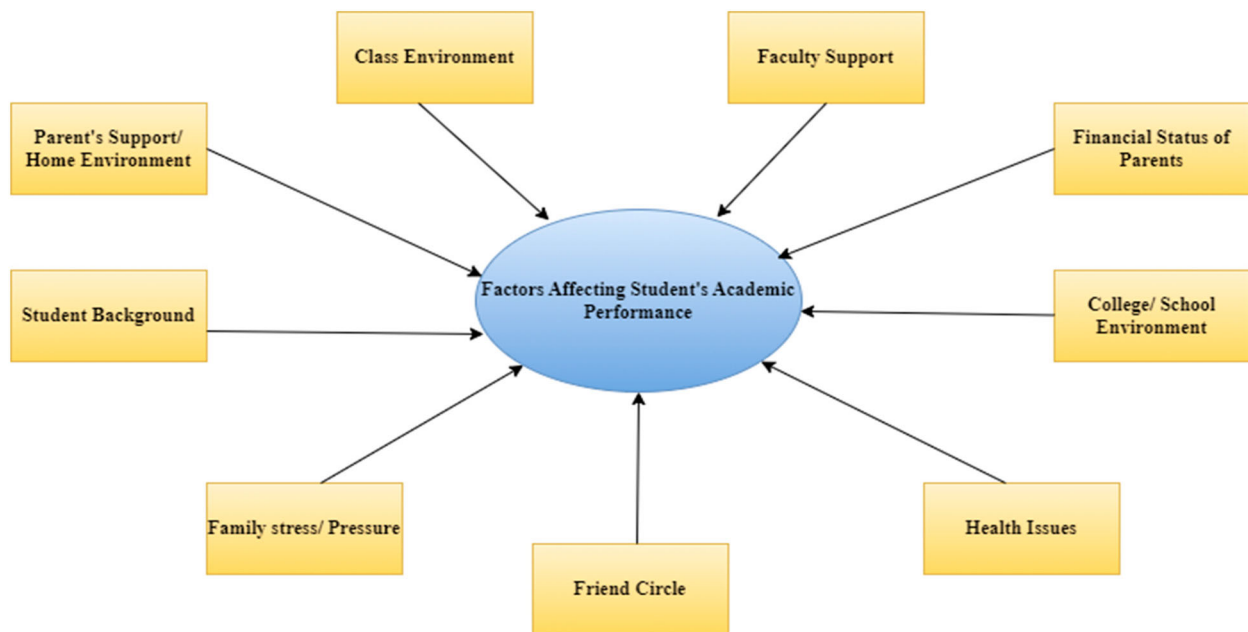 Class Environment
Faculty Support
Parent's Support/
Home Environment
Financial Status of
Parents
Factors Affecting Student's Academic
Performance
Student Background
College/ School
Environment
Family stress/ Pressure
Health Issues
Friend Circle